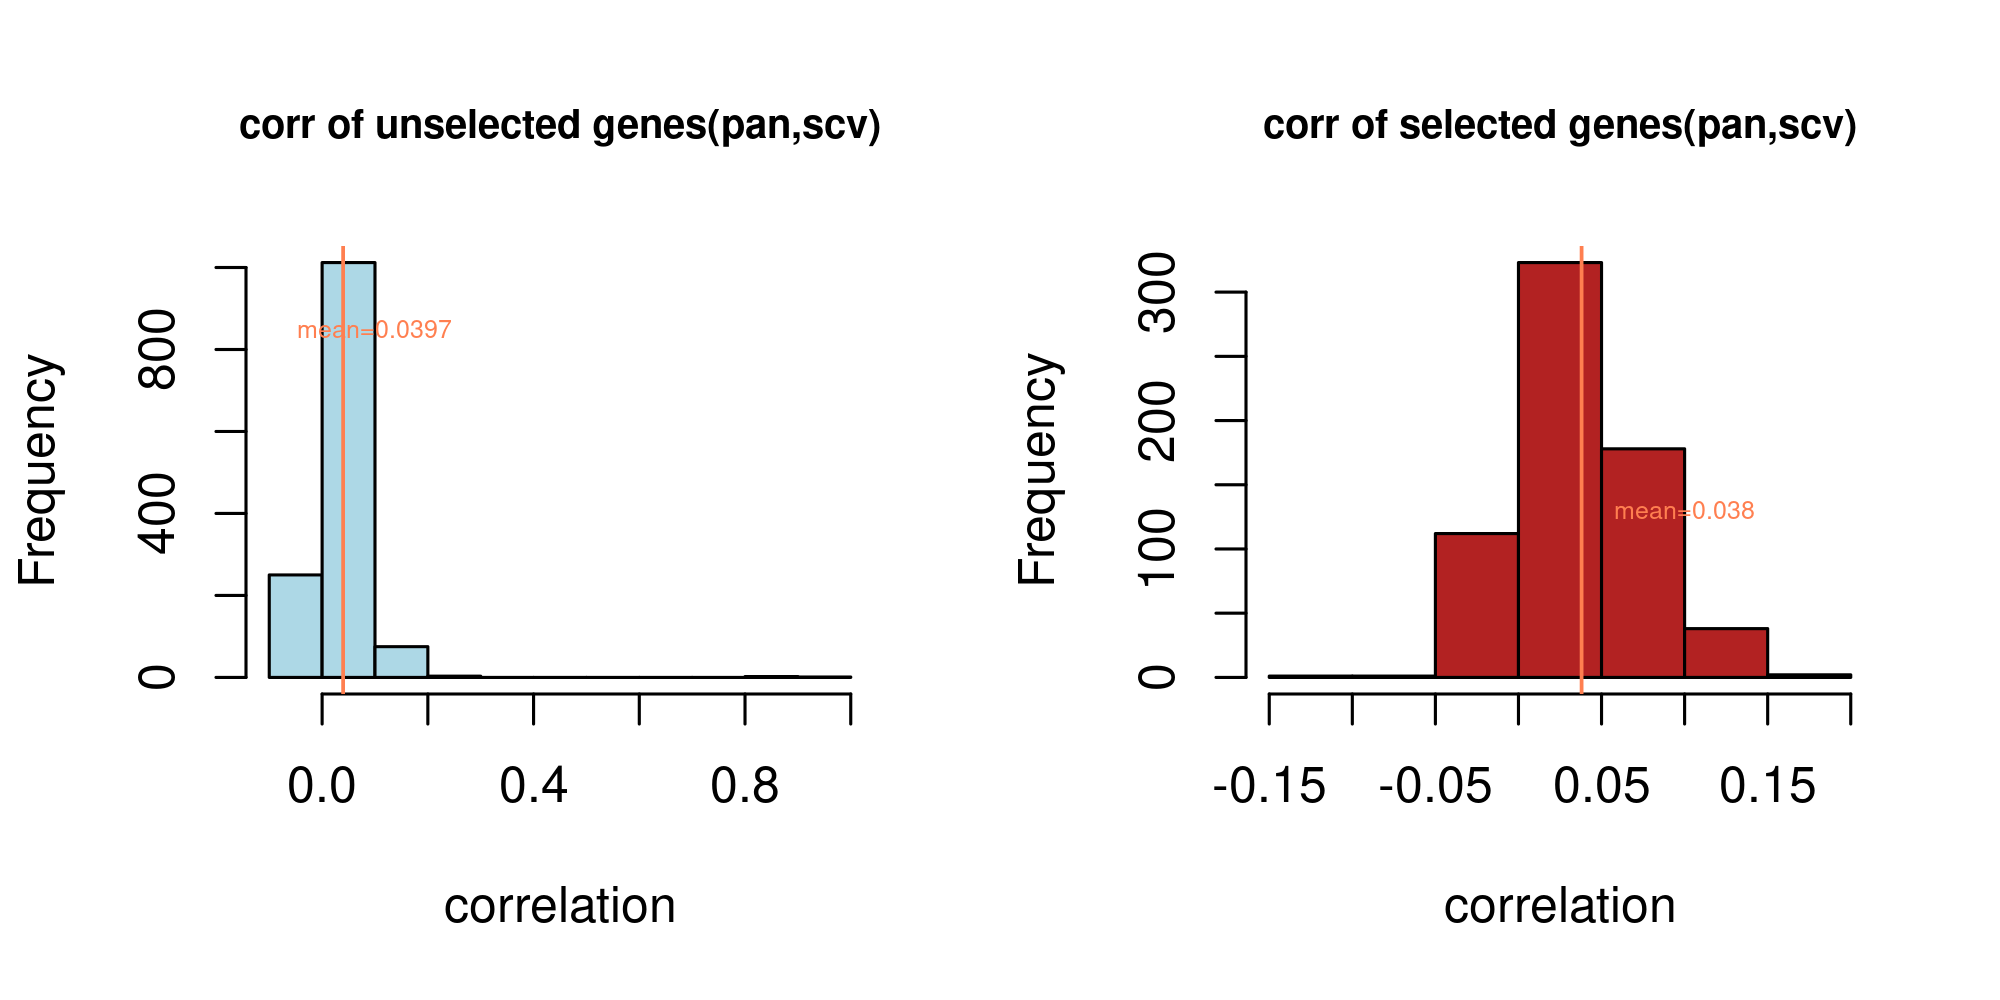 corr of unselected genes(pan,scv)
Frequency
0
400
800
mean=0.0397
0.0
0.4
0.8
correlation
corr of selected genes(pan,scv)
Frequency
0
100
200
300
mean=0.038
-0.15
-0.05
0.05
0.15
correlation